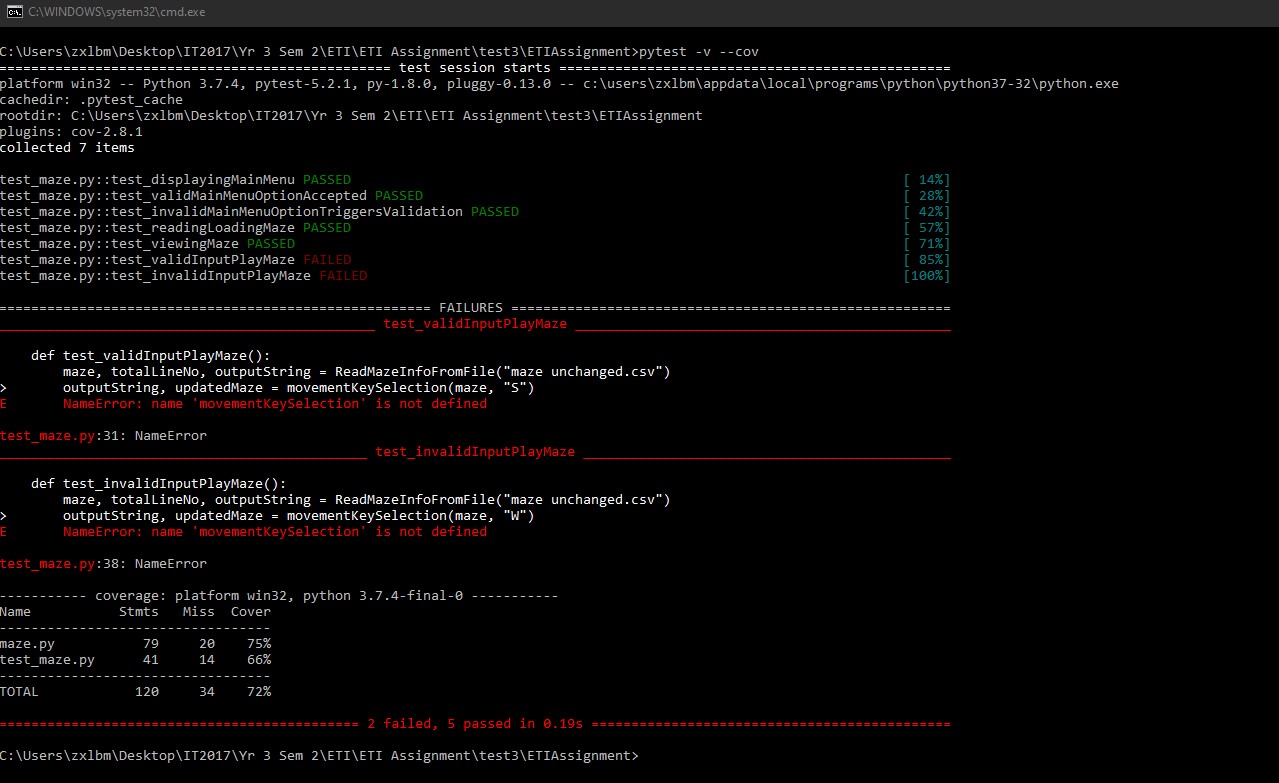 C:\WINDOWS\system32\cmd.exe
C:\Users\zxlbm\Desktop\IT2017\Yr 3 Sem 2\ETI\ETI Assignment\test3\ETIAssignment>pytest -v --cov
================================================= test session starts =================================================
platform win32 -- Python 3.7.4, pytest-5.2.1, py-1.8.0, pluggy-0.13.0 -- c:\users\zxlbm\appdata\local\programs\python\python37-32\python.exe
cachedir: .pytest_cache
rootdir: C:\Users\zxlbm\Desktop\IT2017\Yr 3 Sem 2\ETI\ETI Assignment\test3\ETIAssignment
plugins: cov-2.8.1
collected 7 items
test_maze.py::test_displayingMainMenu PASSED [ 14%]
test_maze.py::test_validMainMenuOptionAccepted PASSED [ 28%]
test_maze.py::test_invalidMainMenuOptionTriggersValidation PASSED [ 42%]
test_maze.py::test_readingLoadingMaze PASSED [ 57%]
test_maze.py::test_viewingMaze PASSED [ 71%]
test_maze.py::test_validInputPlayMaze FAILED [ 85%]
test_maze.py::test_invalidInputPlayMaze FAILED [100%]
====================================================== FAILURES =======================================================
_______________________________________________ test_validInputPlayMaze _______________________________________________
def test_validInputPlayMaze():
maze, totalLineNo, outputString = ReadMazeInfoFromFile("maze unchanged.csv")
> outputString, updatedMaze = movementKeySelection(maze, "S")
E NameError: name 'movementKeySelection' is not defined
test_maze.py:31: NameError
______________________________________________ test_invalidInputPlayMaze ______________________________________________
def test_invalidInputPlayMaze():
maze, totalLineNo, outputString = ReadMazeInfoFromFile("maze unchanged.csv")
> outputString, updatedMaze = movementKeySelection(maze, "W")
E NameError: name 'movementKeySelection' is not defined
test_maze.py:38: NameError
----------- coverage: platform win32, python 3.7.4-final-0 -----------
Name Stmts Miss Cover
----------------------------------
maze.py 79 20 75%
test_maze.py 41 14 66%
----------------------------------
TOTAL 120 34 72%
============================================= 2 failed, 5 passed in 0.19s =============================================
C:\Users\zxlbm\Desktop\IT2017\Yr 3 Sem 2\ETI\ETI Assignment\test3\ETIAssignment>